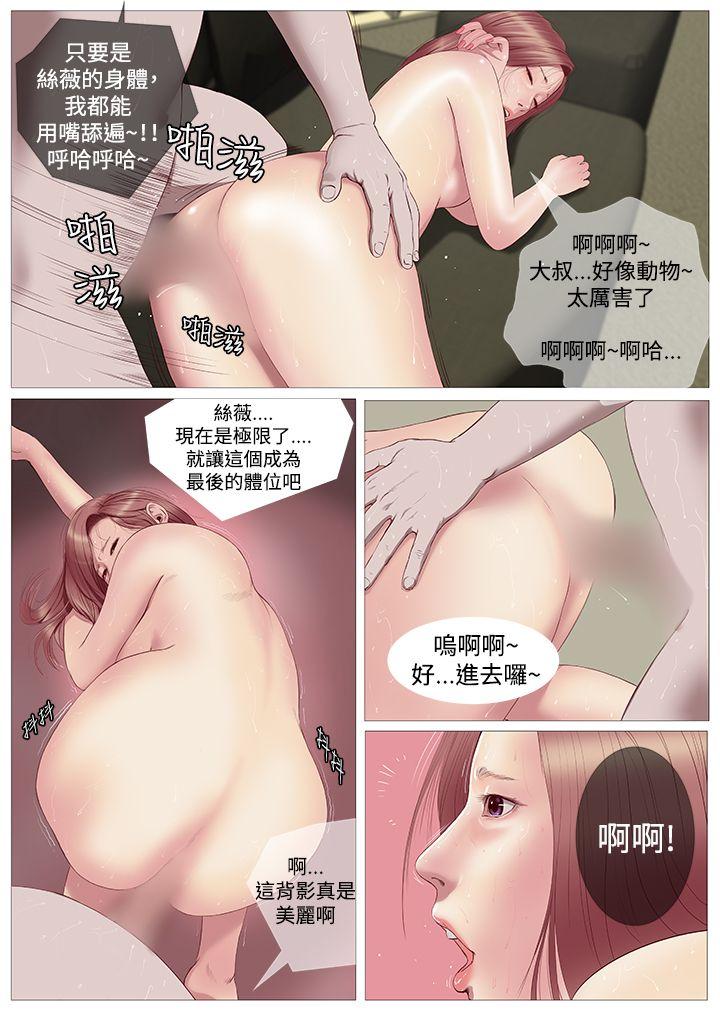 只要是
絲薇的身體,
我都能
用嘴舔遍~!!
呼哈呼哈~
啪滋
啪滋
啪滋
啊啊啊~
大叔...好像動物~
太厲害了
啊啊啊~啊哈...
絲薇....
現在是極限了....
就讓這個成為
最後的體位吧
抖抖
抖抖
啊...
這背影真是
美麗啊
嗚啊啊~
好...進去囉~
啊啊!